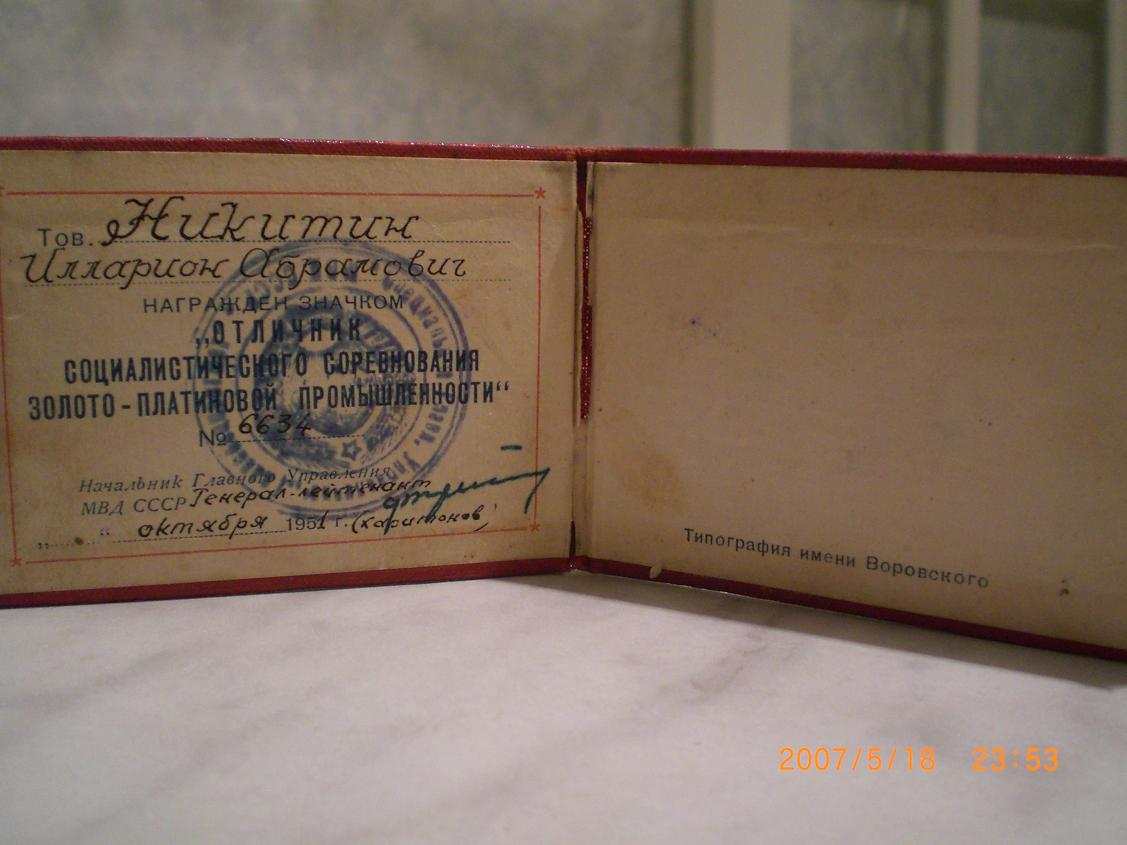 Тов. Никитин
Илларион Абрамович
НАГРАЖДЕН ЗНАЧКОМ
„ОТЛИЧНИК
СОЦИАЛИСТИЧЕСКОГО СОРЕВНОВАНИЯ
ЗОЛОТО-ПЛАТИНОВОЙ ПРОМЫШЛЕННОСТИ“
№ 6634
Начальник Главного Управления
МВД СССР Генерал-лейтенант
„ “ октября 1951 г. (Харитонов)
Типография имени Воровского
2007/5/18 23:53